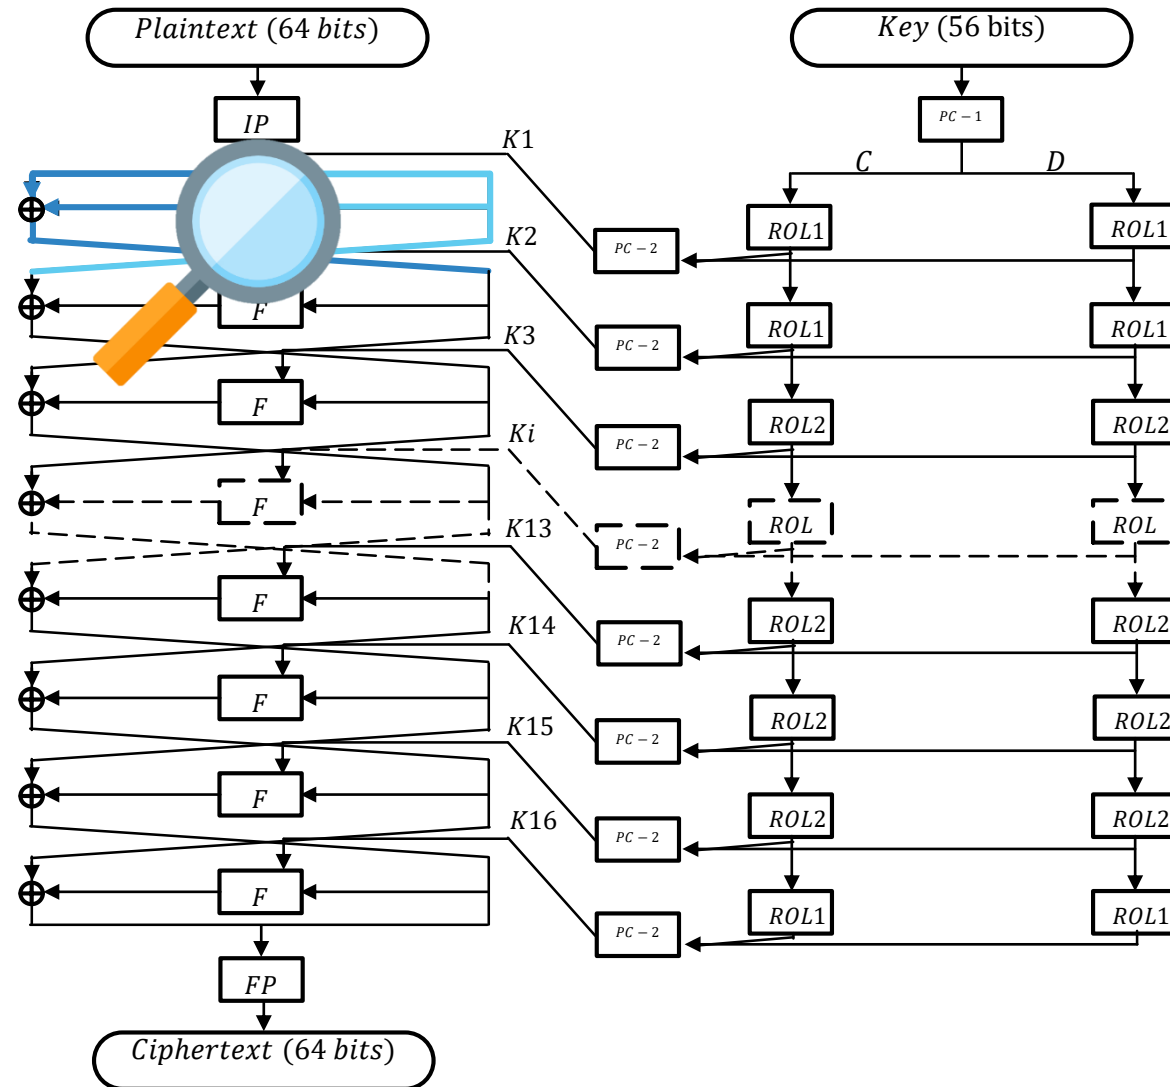 Plaintext (64 bits)
Key (56 bits)
IP
PC − 1
K1
C
D
ROL1
ROL1
PC − 2
K2
F
ROL1
ROL1
PC − 2
K3
F
ROL2
ROL2
PC − 2
Ki
F
ROL
ROL
PC − 2
K13
F
ROL2
ROL2
PC − 2
K14
F
ROL2
ROL2
PC − 2
K15
F
ROL2
ROL2
PC − 2
K16
F
ROL1
ROL1
PC − 2
FP
Ciphertext (64 bits)